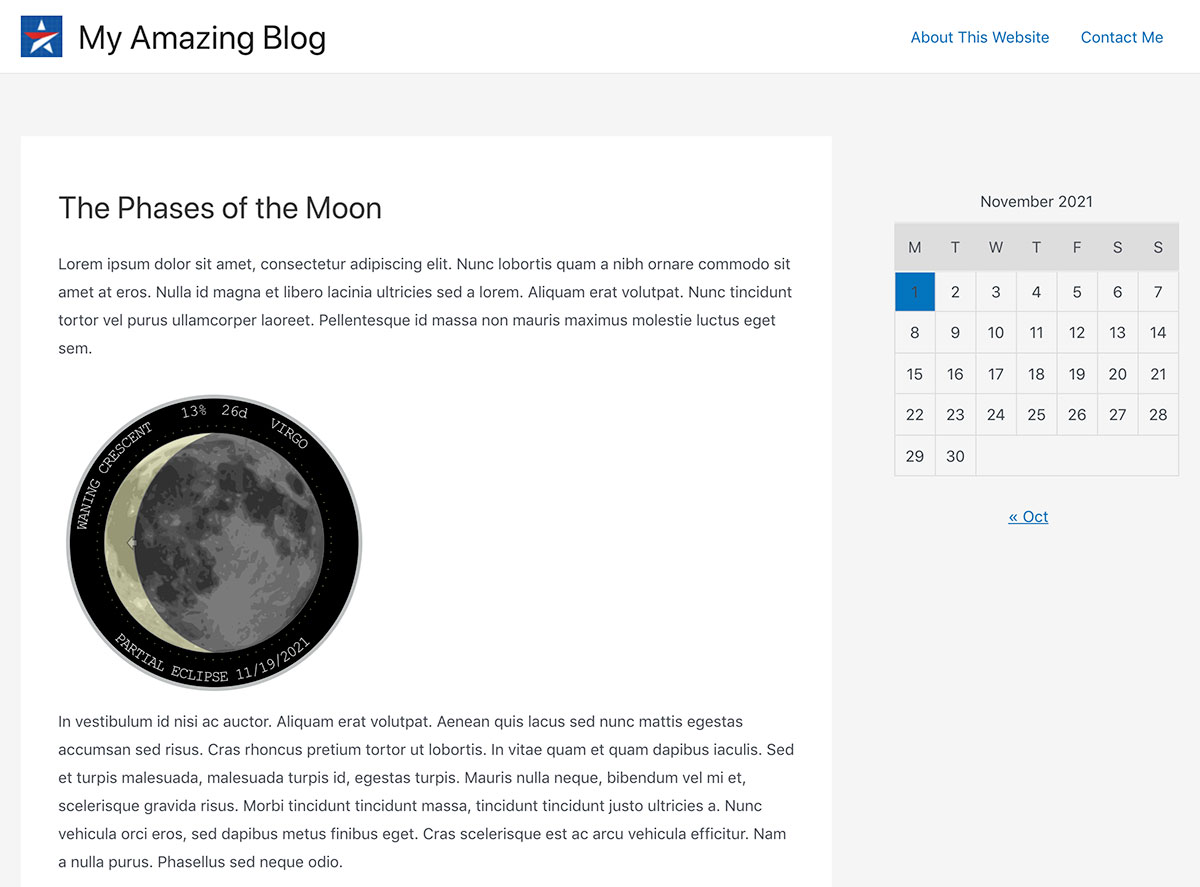 My Amazing Blog
About This Website
Contact Me
The Phases of the Moon
Lorem ipsum dolor sit amet, consectetur adipiscing elit. Nunc lobortis quam a nibh ornare commodo sit
amet at eros. Nulla id magna et libero lacinia ultricies sed a lorem. Aliquam erat volutpat. Nunc tincidunt
tortor vel purus ullamcorper laoreet. Pellentesque id massa non mauris maximus molestie luctus eget
sem.
WANING CRESCENT
13% 26d
VIRGO
PARTIAL ECLIPSE 11/19/2021
In vestibulum id nisi ac auctor. Aliquam erat volutpat. Aenean quis lacus sed nunc mattis egestas
accumsan sed risus. Cras rhoncus pretium tortor ut lobortis. In vitae quam et quam dapibus iaculis. Sed
et turpis malesuada, malesuada turpis id, egestas turpis. Mauris nulla neque, bibendum vel mi et,
scelerisque gravida risus. Morbi tincidunt tincidunt massa, tincidunt tincidunt justo ultricies a. Nunc
vehicula orci eros, sed dapibus metus finibus eget. Cras scelerisque est ac arcu vehicula efficitur. Nam
a nulla purus. Phasellus sed neque odio.
November 2021
M T W T F S S
1 2 3 4 5 6 7
8 9 10 11 12 13 14
15 16 17 18 19 20 21
22 23 24 25 26 27 28
29 30
« Oct